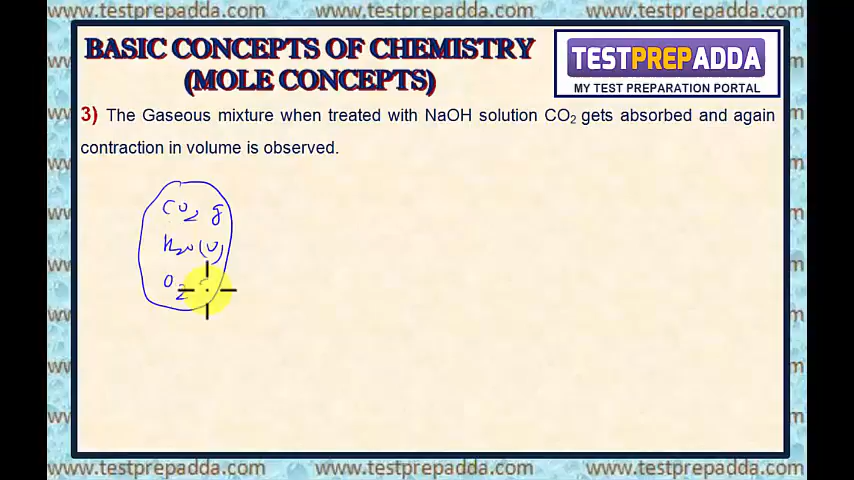 www.testprepadda.com www.testprepadda.com www.testprepadda.com
BASIC CONCEPTS OF CHEMISTRY
(MOLE CONCEPTS)
TESTPREPADDA
MY TEST PREPARATION PORTAL
3) The Gaseous mixture when treated with NaOH solution CO₂ gets absorbed and again
contraction in volume is observed.
CO₂ g
H₂O (l)
O₂
www.testprepadda.com www.testprepadda.com www.testprepadda.com